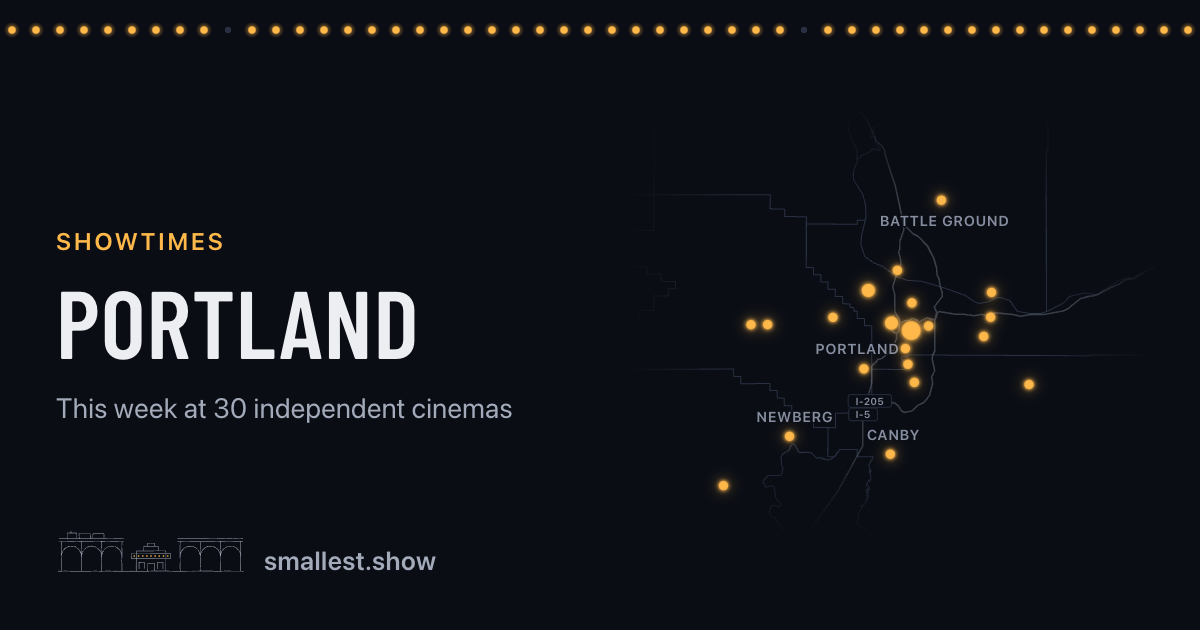 SHOWTIMES
PORTLAND
This week at 30 independent cinemas
smallest.show
BATTLE GROUND
PORTLAND
I-205
I-5
NEWBERG
CANBY